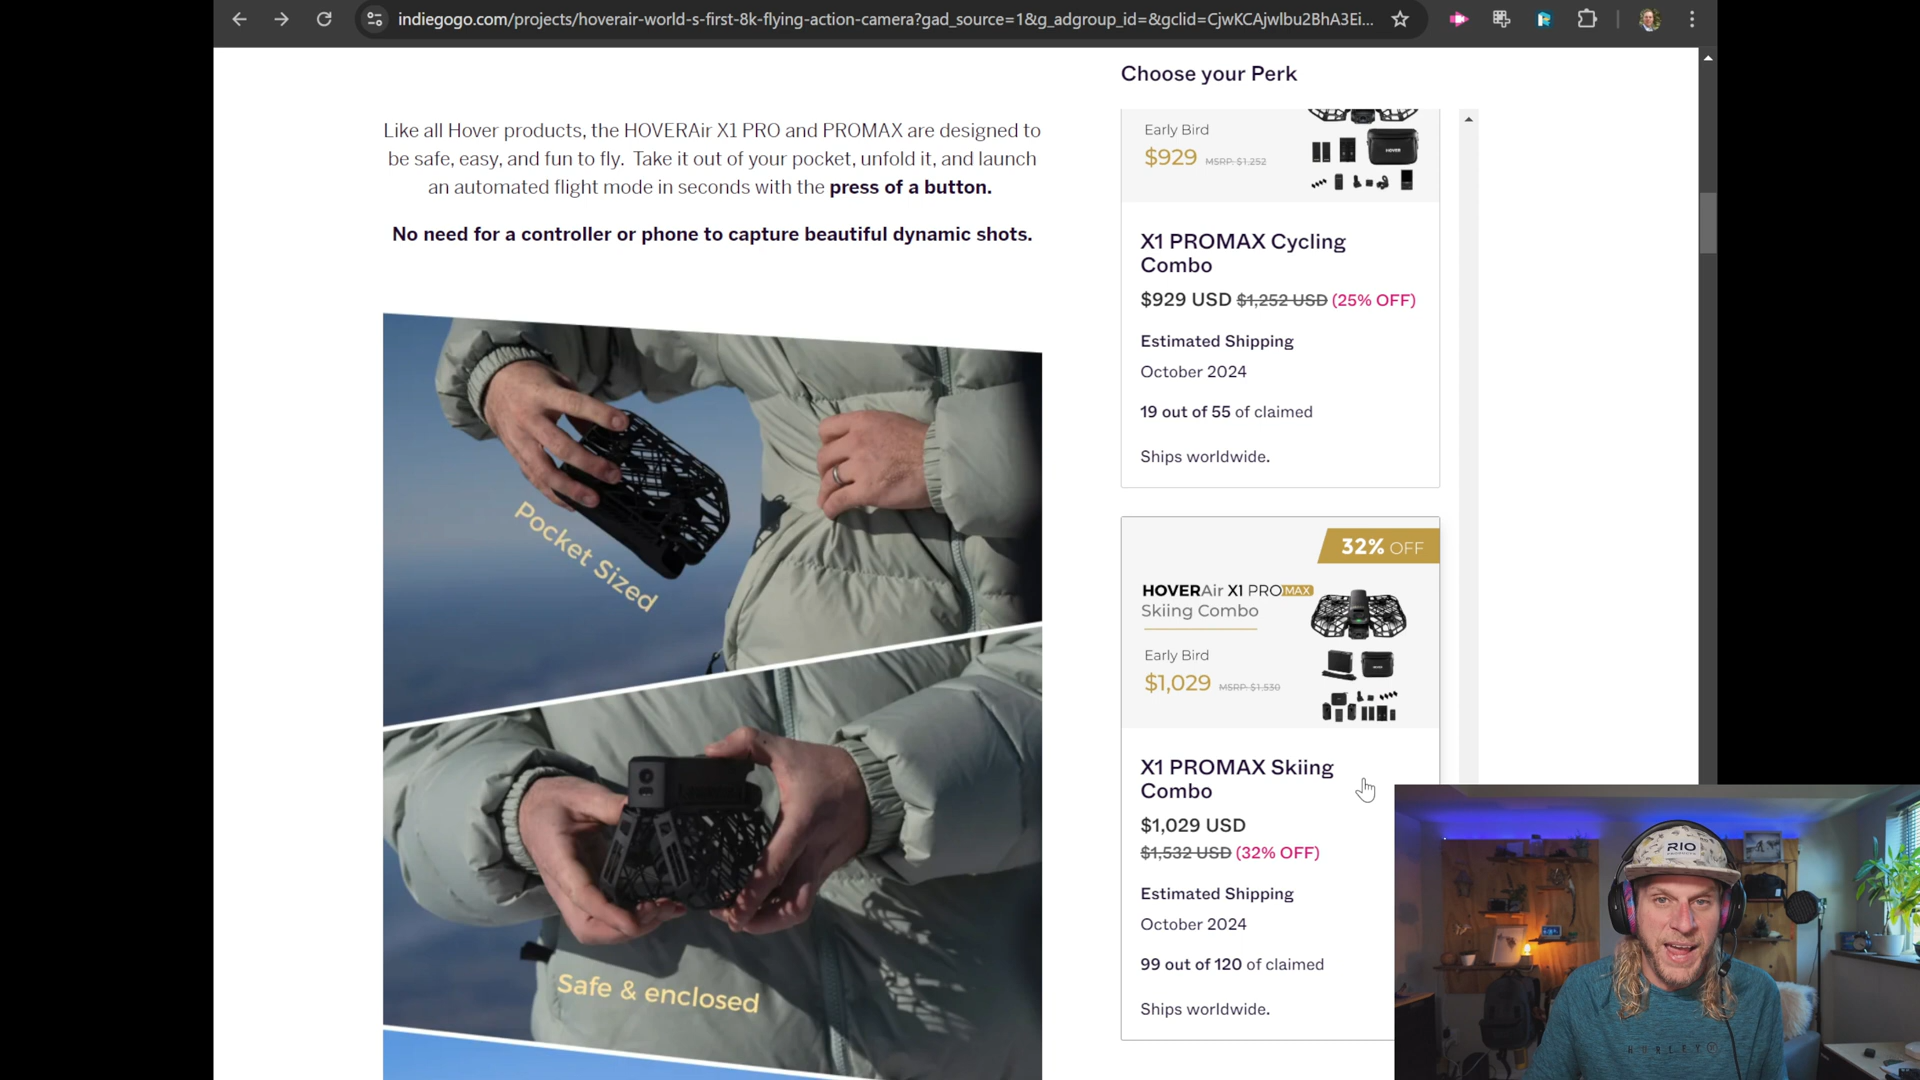 indiegogo.com/projects/hoverair-world-s-first-8k-flying-action-camera?gad_source=1&g_adgroup_id=&gclid=CjwKCAjwlbu2BhA3Ei...
Like all Hover products, the HOVERAir X1 PRO and PROMAX are designed to
be safe, easy, and fun to fly. Take it out of your pocket, unfold it, and launch
an automated flight mode in seconds with the press of a button.
No need for a controller or phone to capture beautiful dynamic shots.
Pocket Sized
Safe & enclosed
Choose your Perk
Early Bird
$929 MSRP: $1,252
HOVER
X1 PROMAX Cycling
Combo
$929 USD $1,252 USD (25% OFF)
Estimated Shipping
October 2024
19 out of 55 of claimed
Ships worldwide.
32% OFF
HOVERAir X1 PROMAX
Skiing Combo
Early Bird
$1,029 MSRP: $1,530
X1 PROMAX Skiing
Combo
$1,029 USD
$1,532 USD (32% OFF)
Estimated Shipping
October 2024
99 out of 120 of claimed
Ships worldwide.
RIO
PRODUCTS
HURLEY